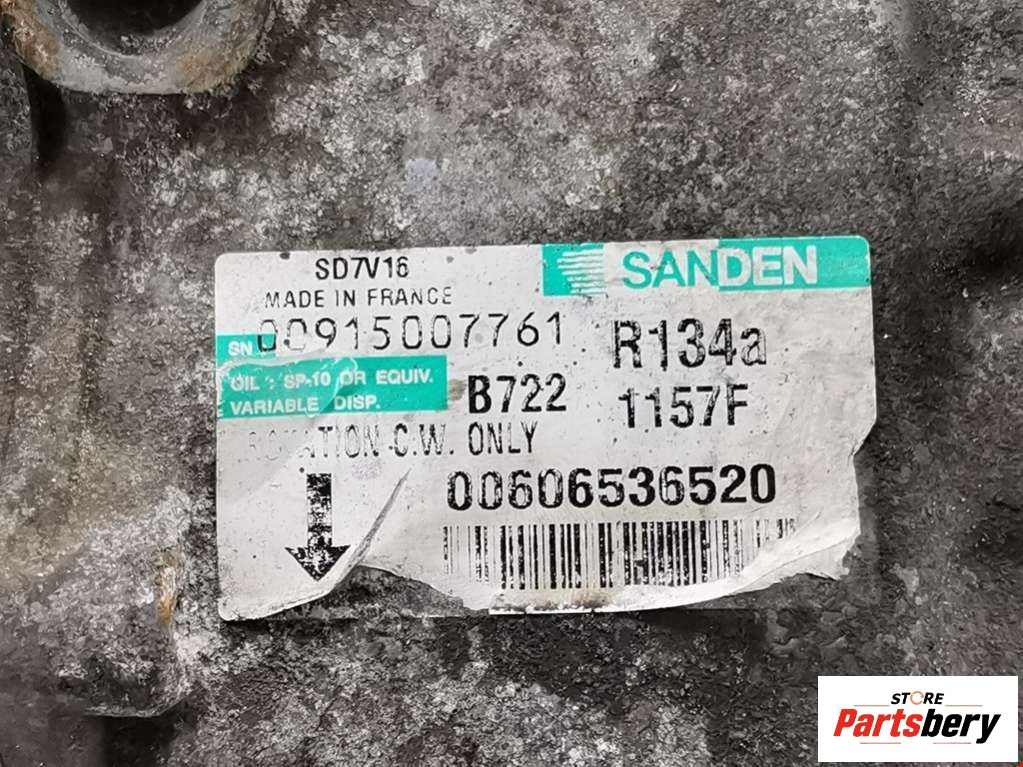 SD7V16
SANDEN
MADE IN FRANCE
SN 00915007761
R134a
OIL : SP-10 OR EQUIV.
VARIABLE DISP.
B722
1157F
ROTATION C.W. ONLY
00606536520
STORE
Partsbery